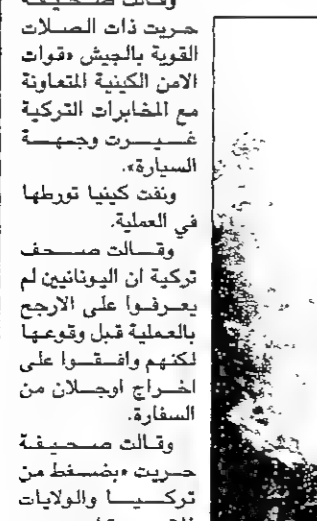 وقالت صحيفة
حريت ذات الصلات
القوية بالجيش «قوات
الامن الكينية المتعاونة
مع المخابرات التركية
غيرت وجهة
السيارة».
ونفت كينيا تورطها
في العملية.
وقالت صحف
تركية ان اليونانيين لم
يعرفوا على الارجح
بالعملية قبل وقوعها
لكنهم وافقوا على
اخراج اوجلان من
السفارة.
وقالت صحيفة
حريت «بضغط من
تركيا والولايات